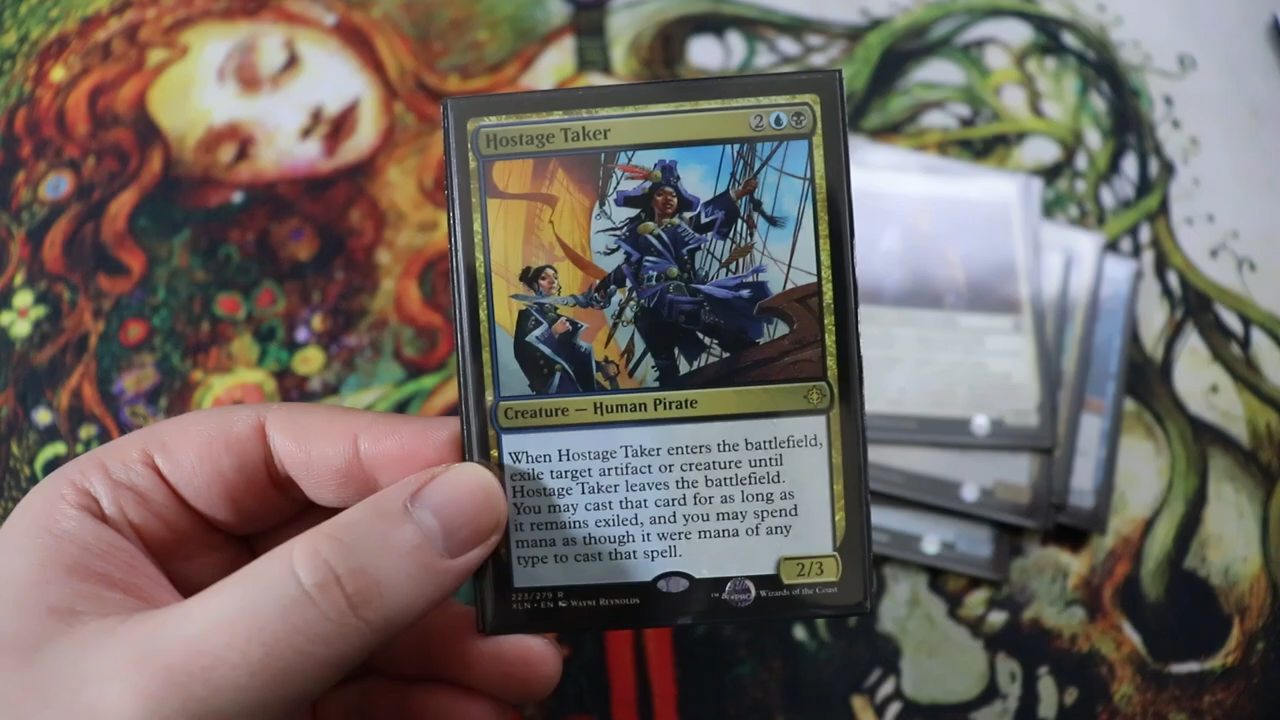 Hostage Taker 2
Creature — Human Pirate
When Hostage Taker enters the battlefield,
exile target artifact or creature until
Hostage Taker leaves the battlefield.
You may cast that card for as long as
it remains exiled, and you may spend
mana as though it were mana of any
type to cast that spell.
2/3
223/279 R
XLN • EN Wayne Reynolds
™ & Wizards of the Coast